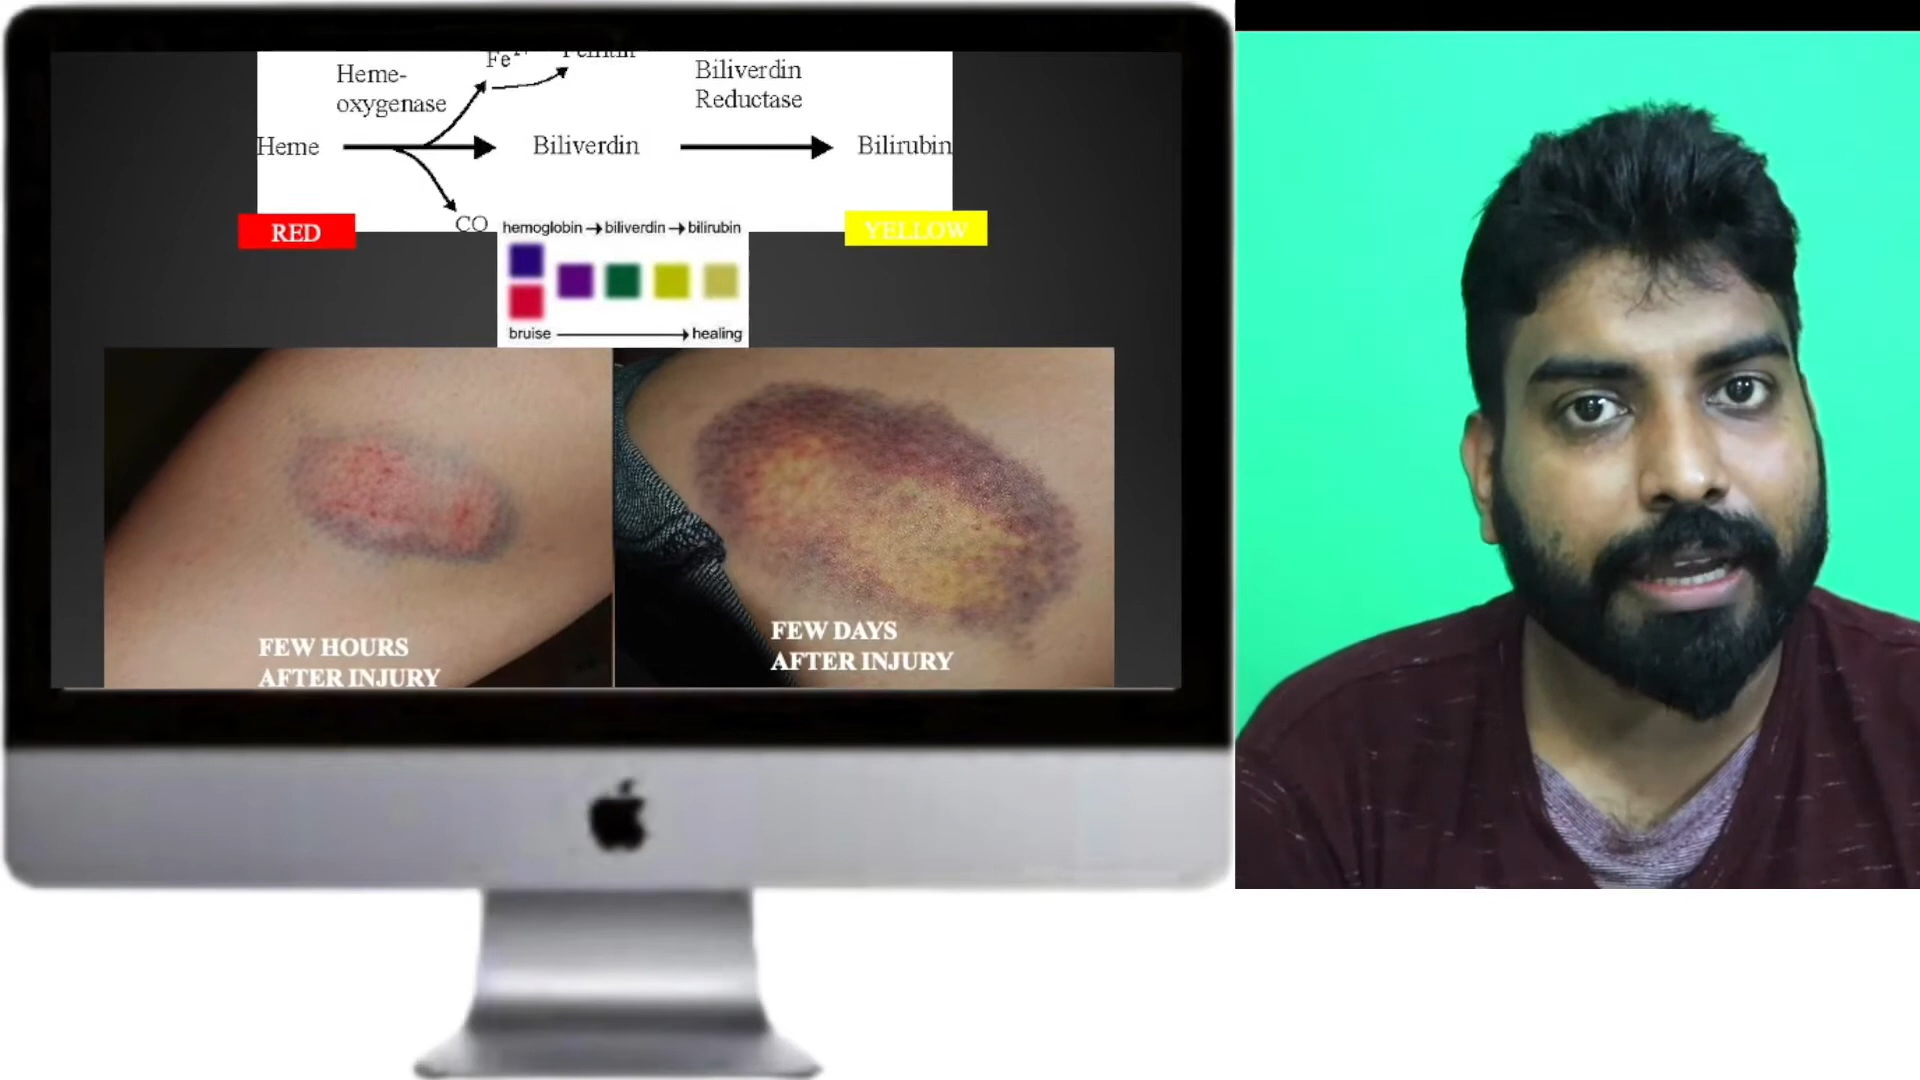 Heme-
oxygenase
Fe
Biliverdin
Reductase
Heme
Biliverdin
Bilirubin
CO
RED
YELLOW
hemoglobin → biliverdin → bilirubin
bruise → healing
FEW HOURS
AFTER INJURY
FEW DAYS
AFTER INJURY